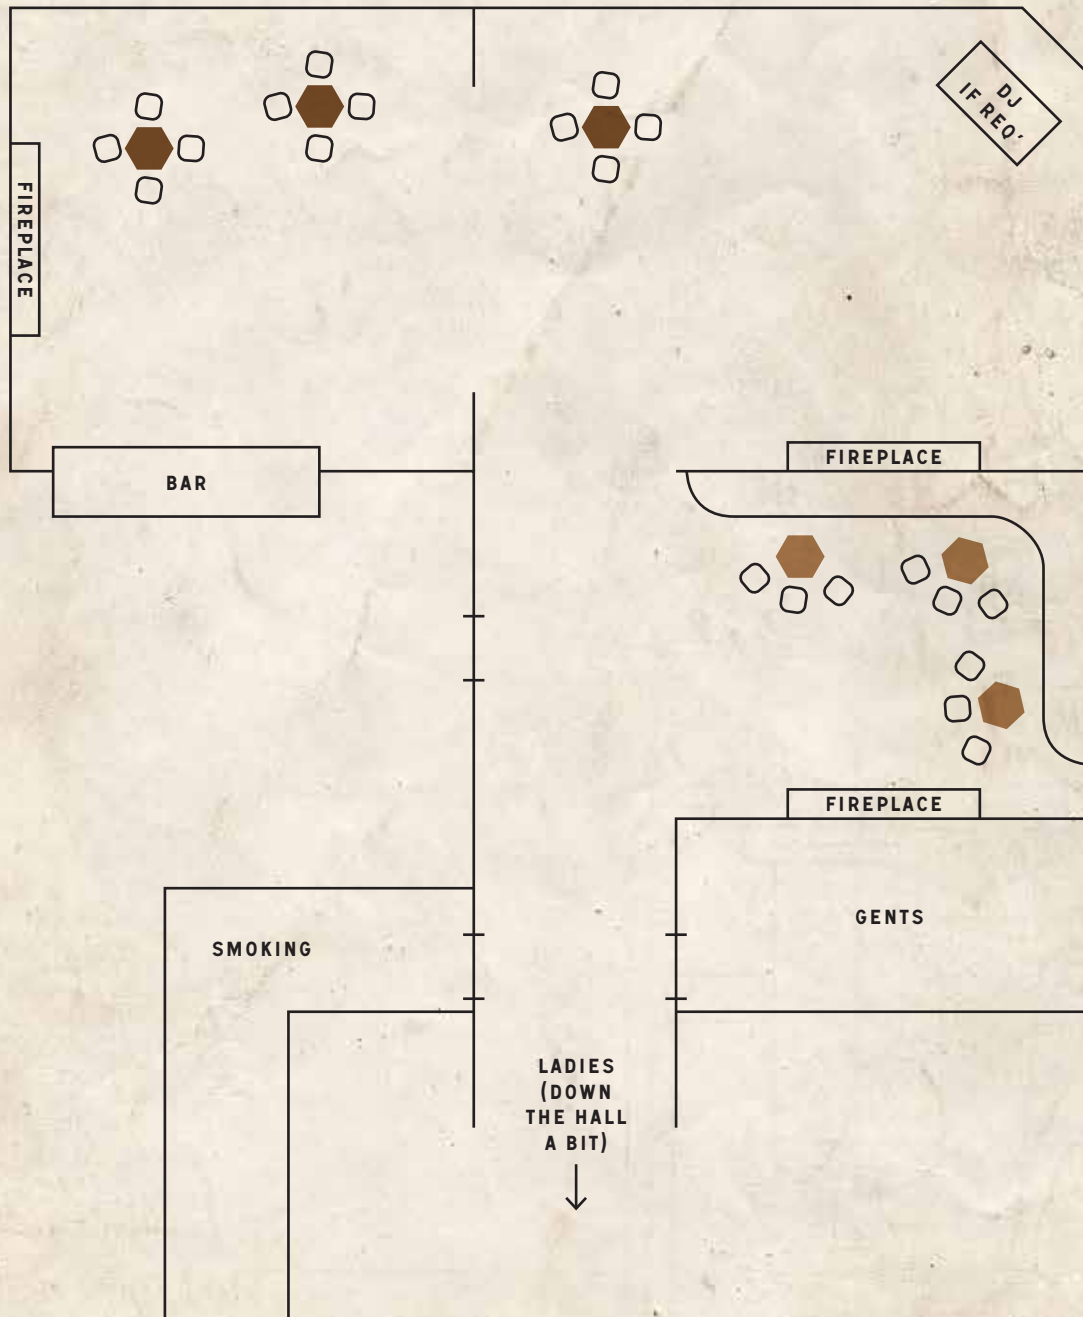 DJ
IF REQ'
FIREPLACE
FIREPLACE
BAR
FIREPLACE
GENTS
SMOKING
LADIES
(DOWN
THE HALL
A BIT)